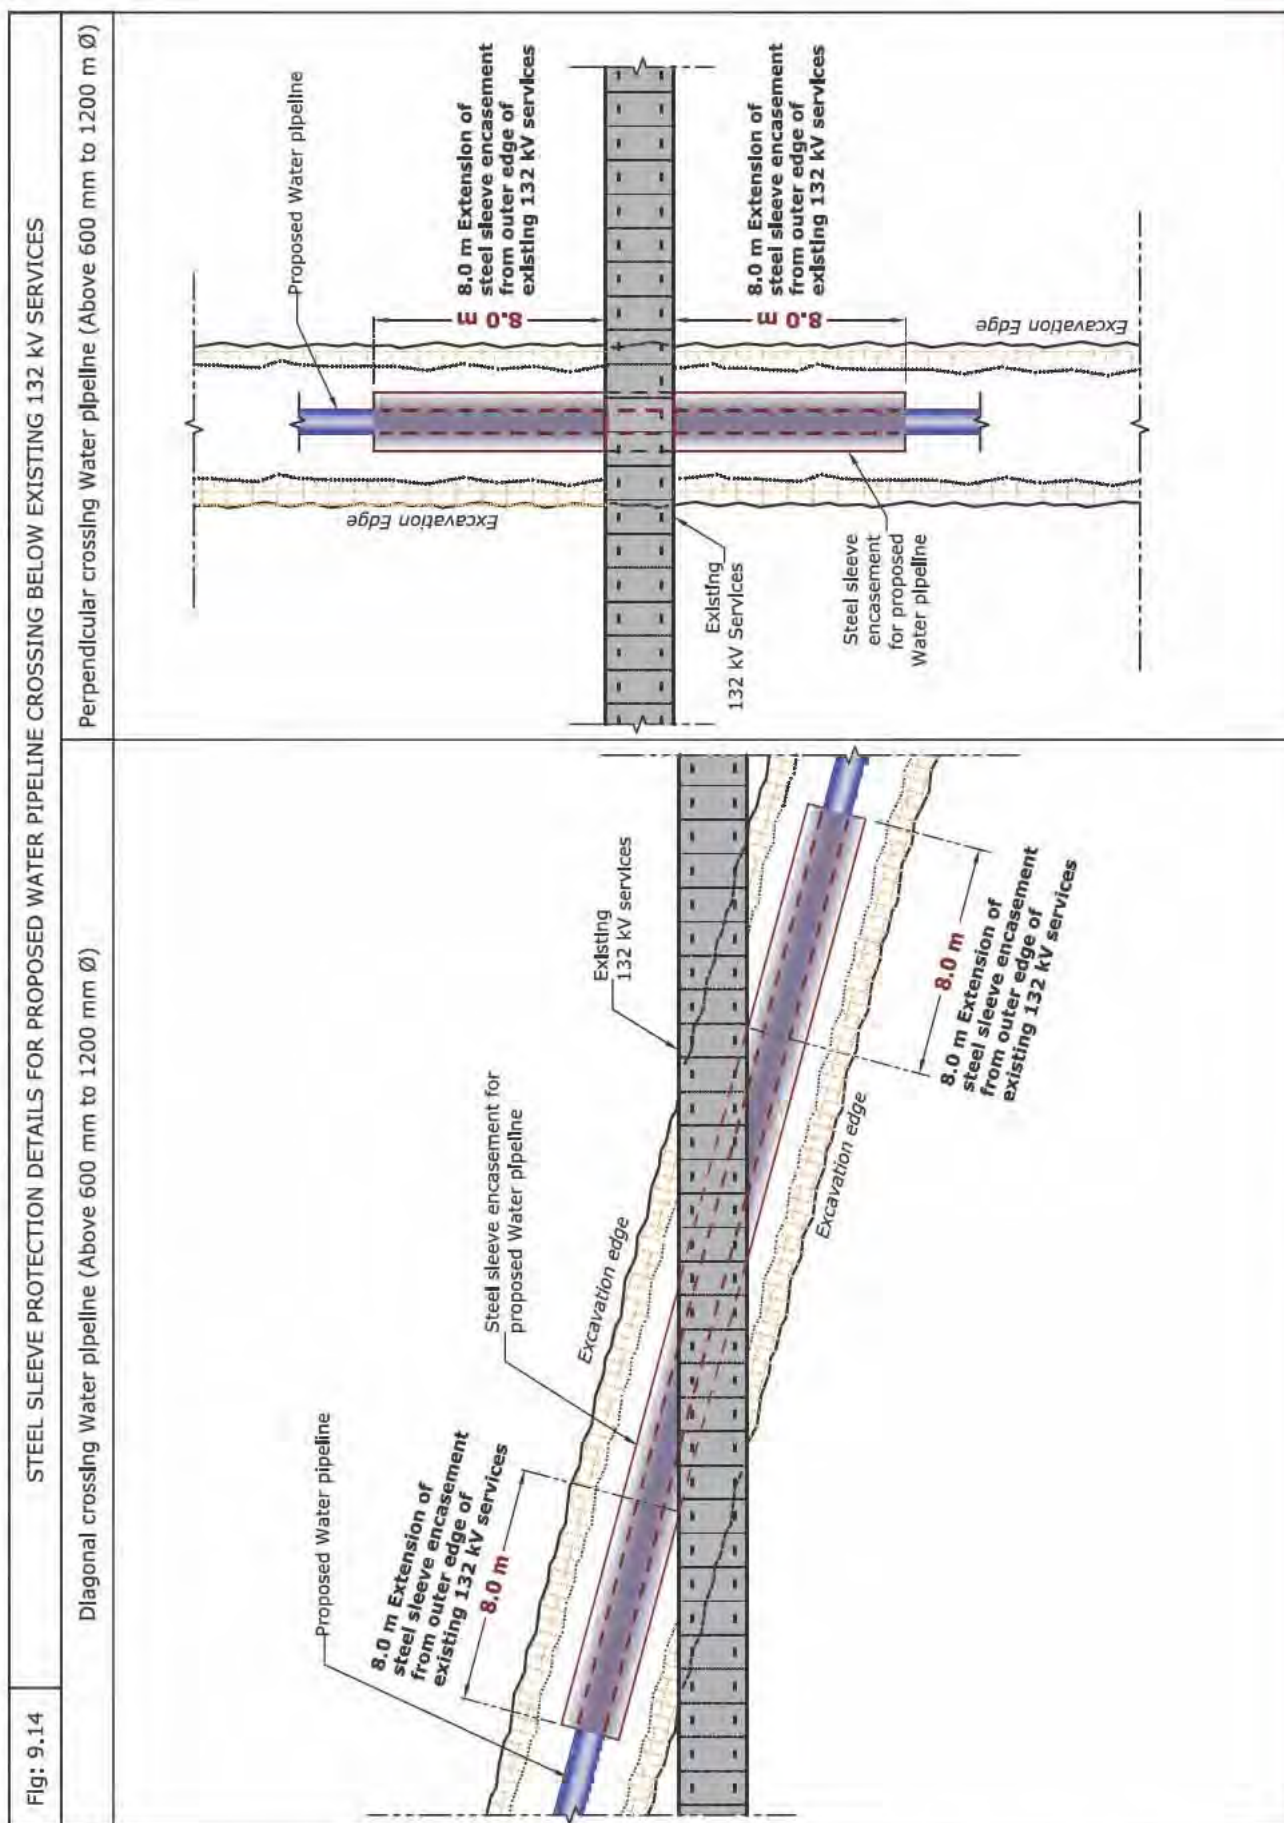 Fig: 9.14
STEEL SLEEVE PROTECTION DETAILS FOR PROPOSED WATER PIPELINE CROSSING BELOW EXISTING 132 kV SERVICES
Diagonal crossing Water pipeline (Above 600 mm to 1200 mm Ø)
Proposed Water pipeline
8.0 m Extension of
steel sleeve encasement
from outer edge of
existing 132 kV services
8.0 m
Steel sleeve encasement for
proposed Water pipeline
Excavation edge
Existing
132 kV services
Excavation edge
8.0 m
8.0 m Extension of
steel sleeve encasement
from outer edge of
existing 132 kV services
Perpendicular crossing Water pipeline (Above 600 mm to 1200 m Ø)
Proposed Water pipeline
8.0 m
8.0 m Extension of
steel sleeve encasement
from outer edge of
existing 132 kV services
Excavation Edge
Existing
132 kV Services
8.0 m
8.0 m Extension of
steel sleeve encasement
from outer edge of
existing 132 kV services
Steel sleeve
encasement
for proposed
Water pipeline
Excavation Edge